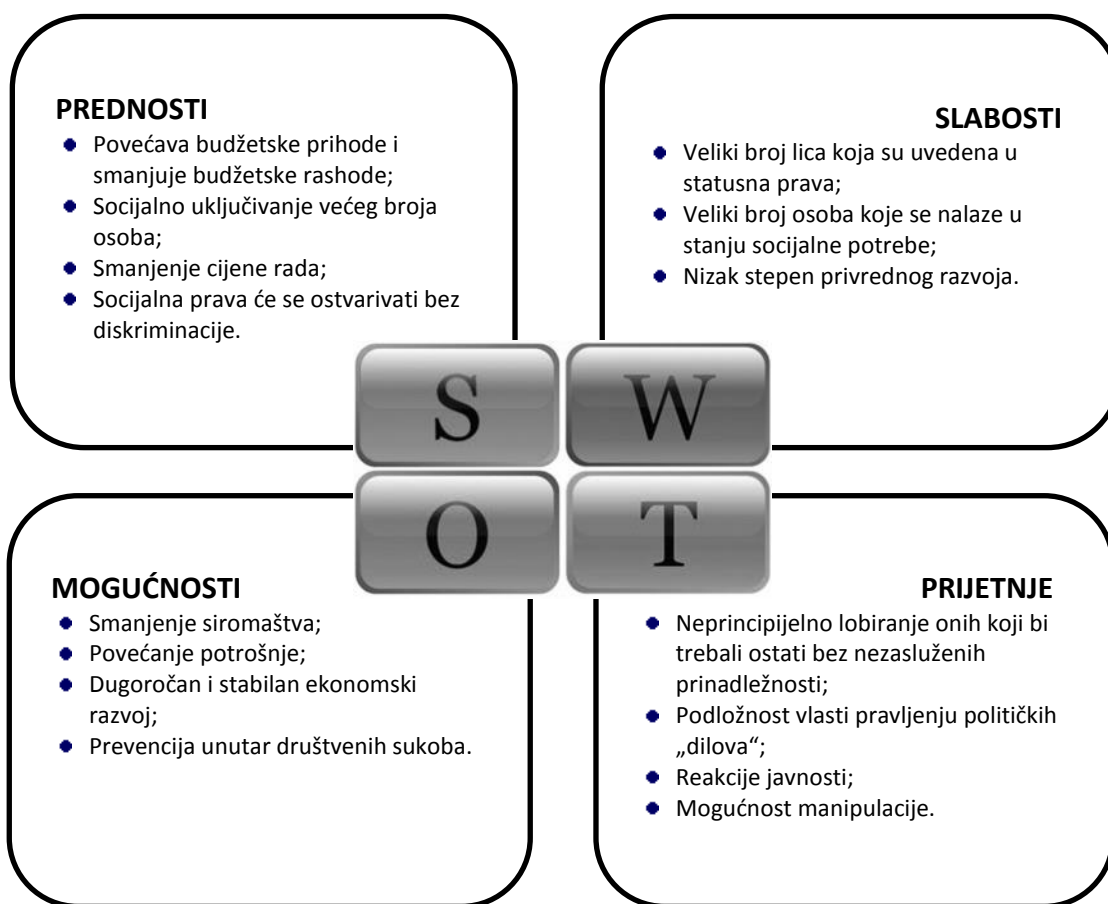 PREDNOSTI
Povećava budžetske prihode i
smanjuje budžetske rashode;
Socijalno uključivanje većeg broja
osoba;
Smanjenje cijene rada;
Socijalna prava će se ostvarivati bez
diskriminacije.
SLABOSTI
Veliki broj lica koja su uvedena u
statusna prava;
Veliki broj osoba koje se nalaze u
stanju socijalne potrebe;
Nizak stepen privrednog razvoja.
S W
O T
MOGUĆNOSTI
Smanjenje siromaštva;
Povećanje potrošnje;
Dugoročan i stabilan ekonomski
razvoj;
Prevencija unutar društvenih sukoba.
PRIJETNJE
Neprincipijelno lobiranje onih koji bi
trebali ostati bez nezasluženih
prinadležnosti;
Podložnost vlasti pravljenju političkih
„dilova“;
Reakcije javnosti;
Mogućnost manipulacije.